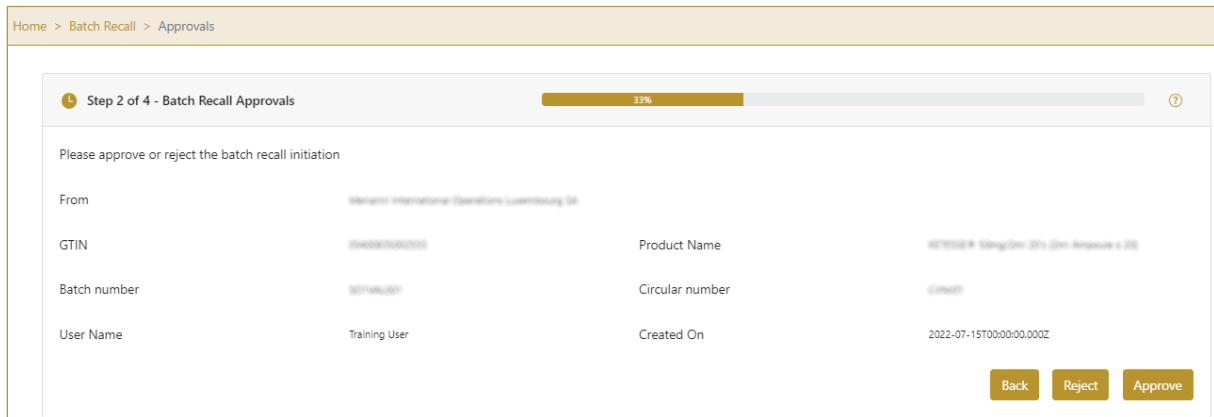 Home > Batch Recall > Approvals
Step 2 of 4 - Batch Recall Approvals 33% ?
Please approve or reject the batch recall initiation
From
GTIN Product Name
Batch number Circular number
User Name Training User Created On 2022-07-15T00:00:00.000Z
Back Reject Approve